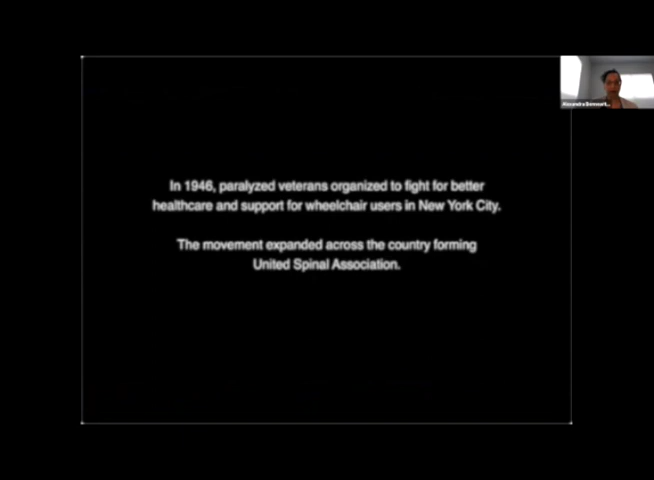 In 1946, paralyzed veterans organized to fight for better
healthcare and support for wheelchair users in New York City.
The movement expanded across the country forming
United Spinal Association.